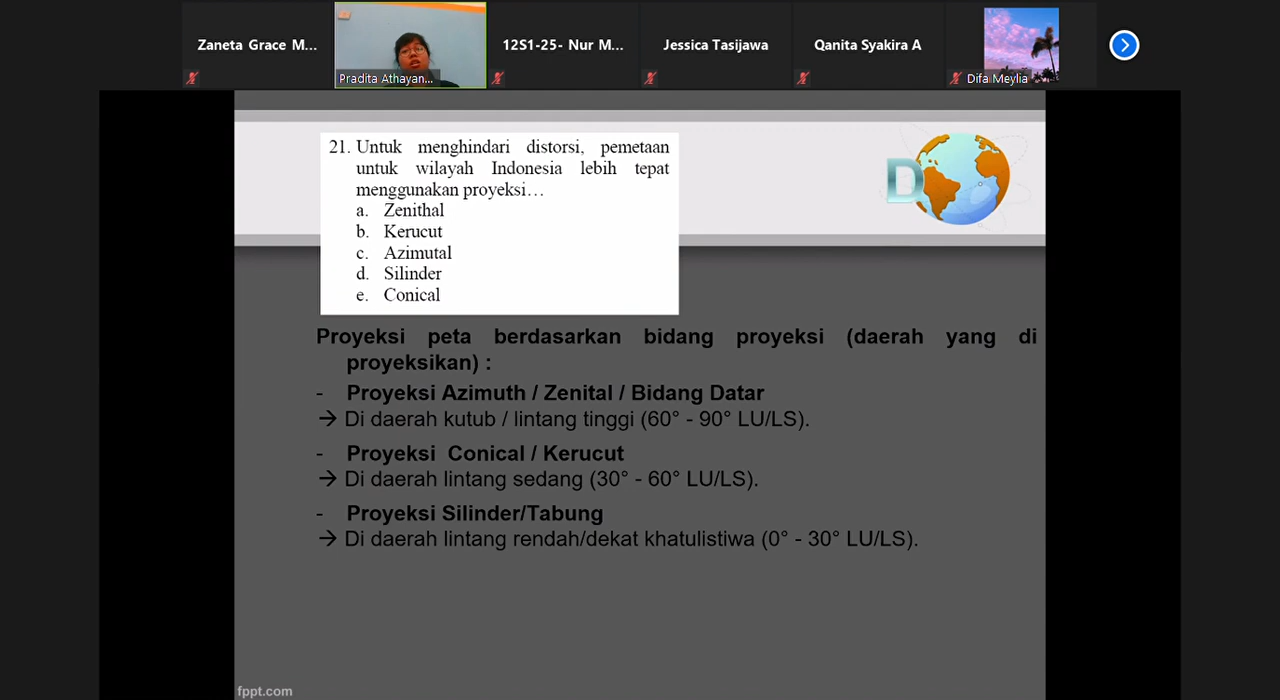 Zaneta Grace M...
Pradita Athayan...
12S1-25- Nur M...
Jessica Tasijawa
Qanita Syakira A
Difa Meylia
D
21. Untuk menghindari distorsi, pemetaan
untuk wilayah Indonesia lebih tepat
menggunakan proyeksi…
a. Zenithal
b. Kerucut
c. Azimutal
d. Silinder
e. Conical
Proyeksi peta berdasarkan bidang proyeksi (daerah yang di
proyeksikan) :
- Proyeksi Azimuth / Zenital / Bidang Datar
→ Di daerah kutub / lintang tinggi (60° - 90° LU/LS).
- Proyeksi Conical / Kerucut
→ Di daerah lintang sedang (30° - 60° LU/LS).
- Proyeksi Silinder/Tabung
→ Di daerah lintang rendah/dekat khatulistiwa (0° - 30° LU/LS).
fppt.com